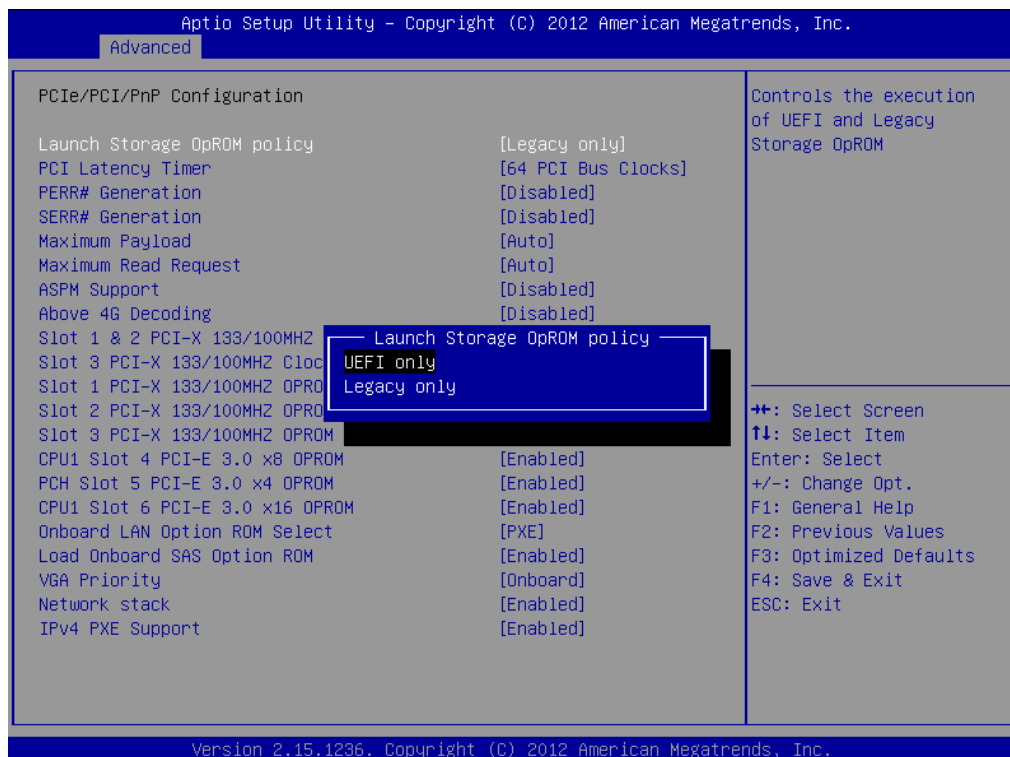 Aptio Setup Utility – Copyright (C) 2012 American Megatrends, Inc.
Advanced
PCIe/PCI/PnP Configuration
Launch Storage OpROM policy [Legacy only]
PCI Latency Timer [64 PCI Bus Clocks]
PERR# Generation [Disabled]
SERR# Generation [Disabled]
Maximum Payload [Auto]
Maximum Read Request [Auto]
ASPM Support [Disabled]
Above 4G Decoding [Disabled]
Slot 1 & 2 PCI-X 133/100MHZ
Slot 3 PCI-X 133/100MHZ Cloc
Slot 1 PCI-X 133/100MHZ OPRO
Slot 2 PCI-X 133/100MHZ OPRO
Slot 3 PCI-X 133/100MHZ OPROM
CPU1 Slot 4 PCI-E 3.0 x8 OPROM [Enabled]
PCH Slot 5 PCI-E 3.0 x4 OPROM [Enabled]
CPU1 Slot 6 PCI-E 3.0 x16 OPROM [Enabled]
Onboard LAN Option ROM Select [PXE]
Load Onboard SAS Option ROM [Enabled]
VGA Priority [Onboard]
Network stack [Enabled]
IPv4 PXE Support [Enabled]
Launch Storage OpROM policy
UEFI only
Legacy only
Controls the execution
of UEFI and Legacy
Storage OpROM
→←: Select Screen
↑↓: Select Item
Enter: Select
+/-: Change Opt.
F1: General Help
F2: Previous Values
F3: Optimized Defaults
F4: Save & Exit
ESC: Exit
Version 2.15.1236. Copyright (C) 2012 American Megatrends, Inc.